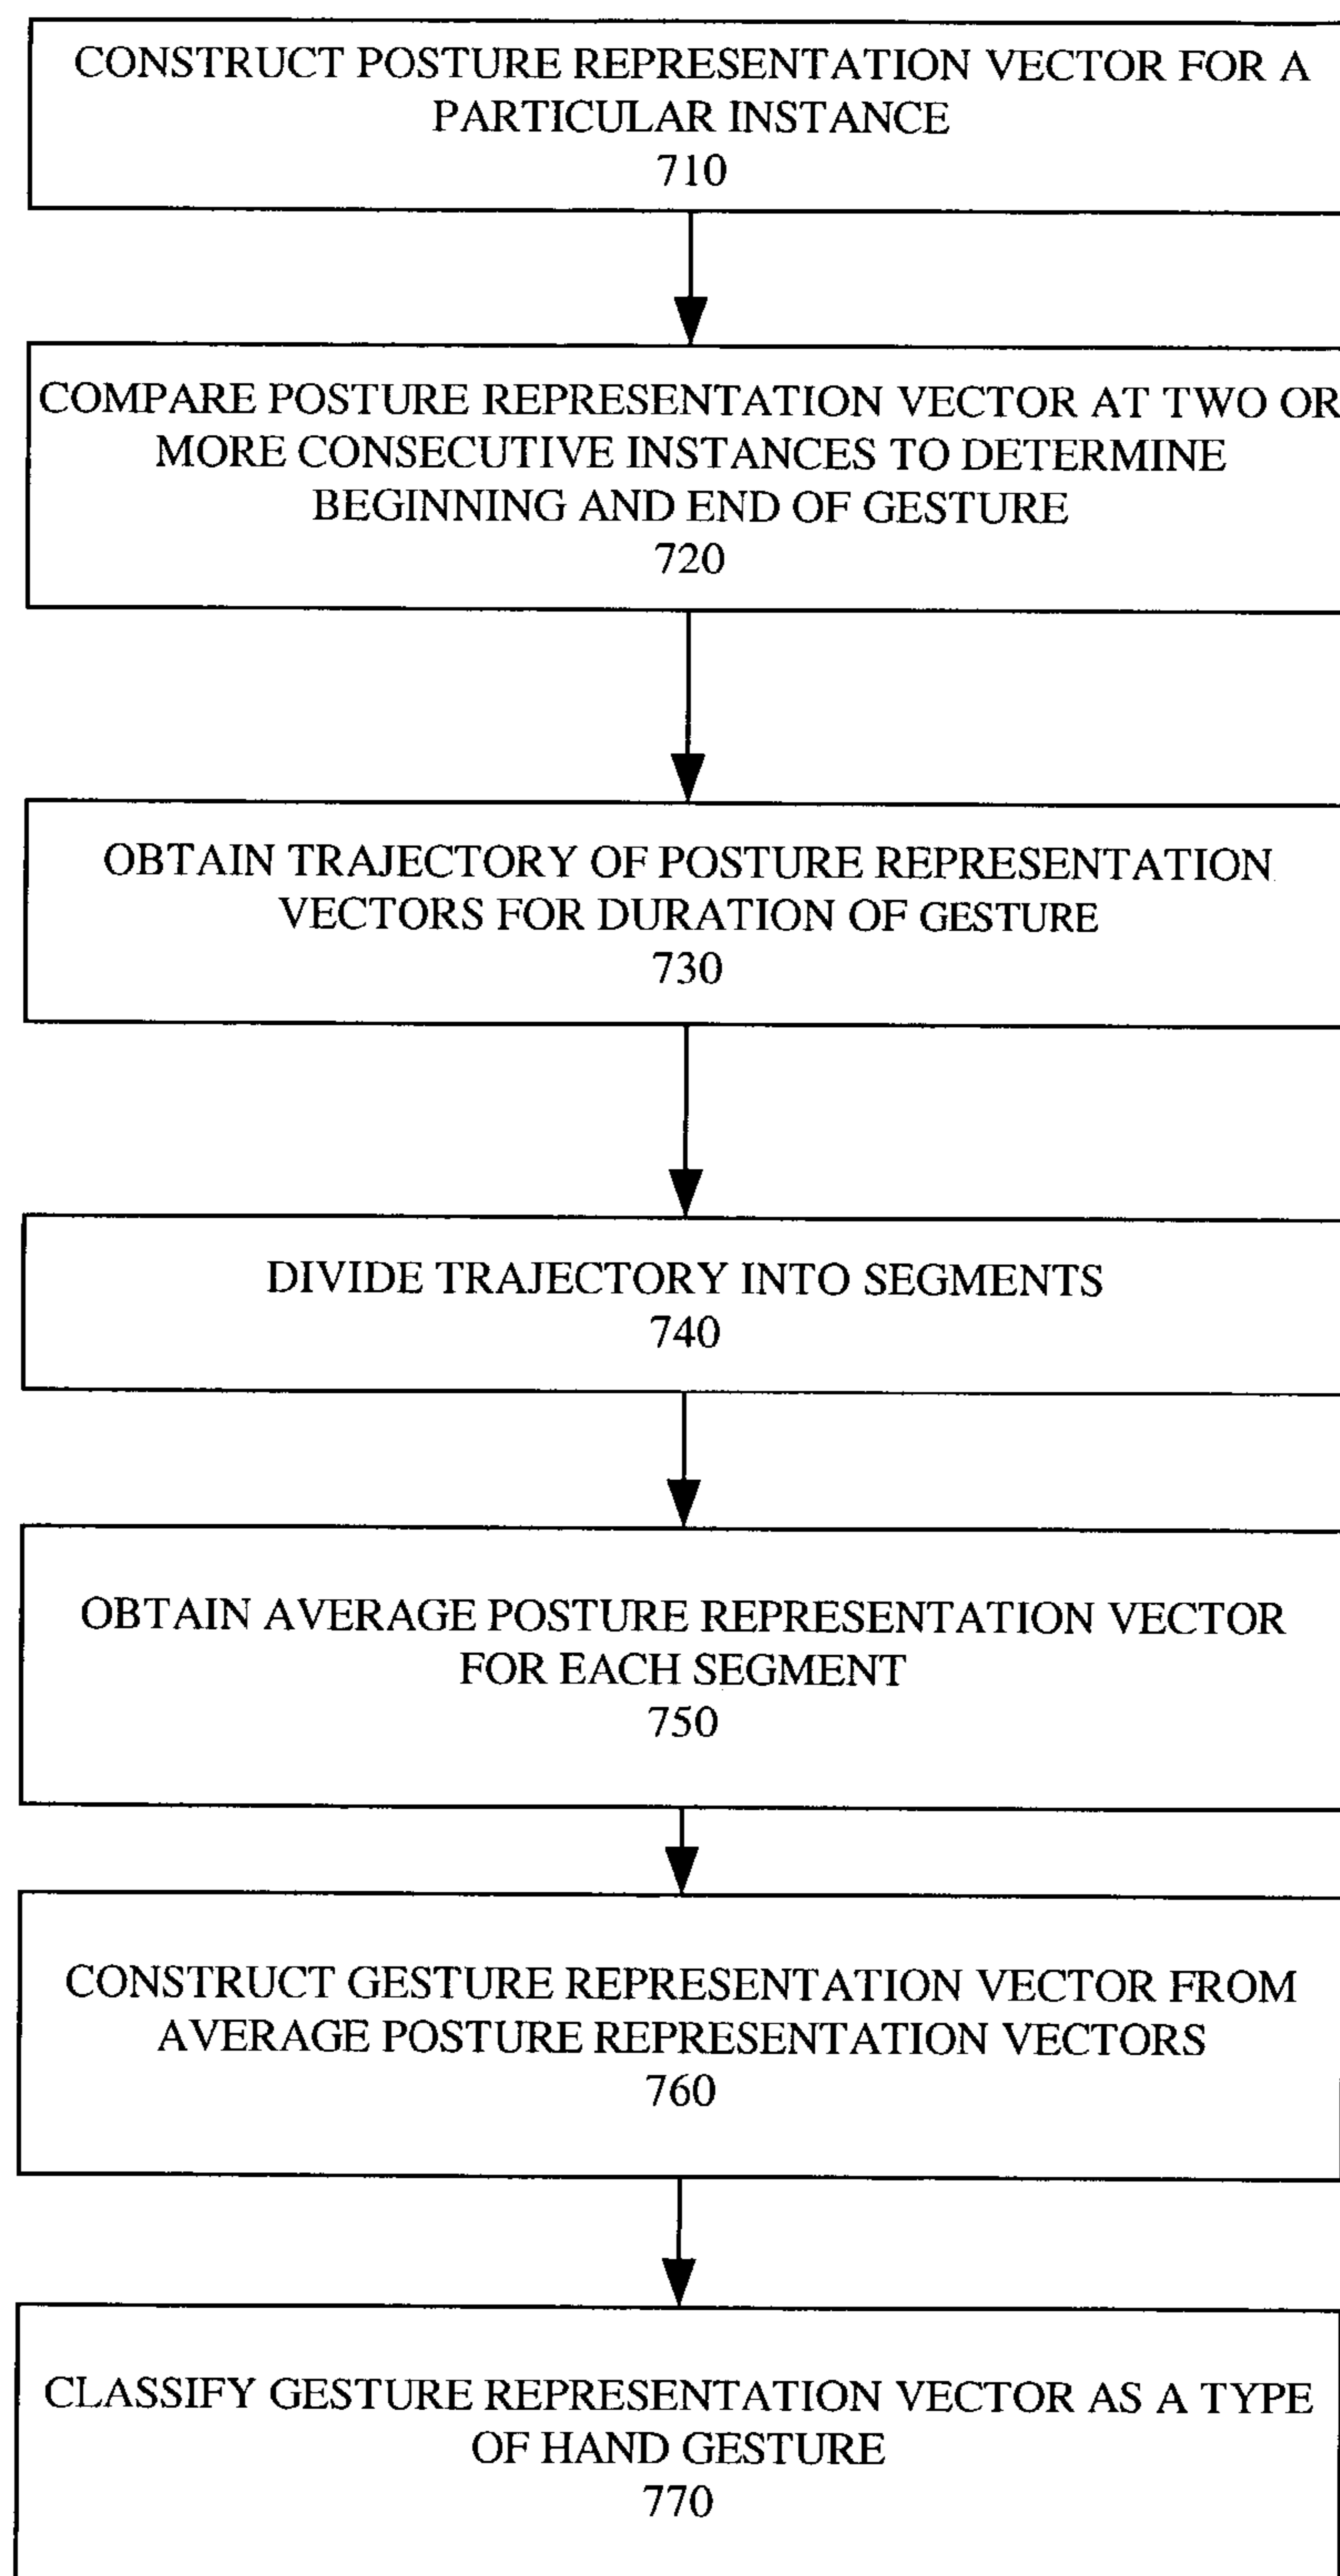 CONSTRUCT POSTURE REPRESENTATION VECTOR FOR A
PARTICULAR INSTANCE
710
COMPARE POSTURE REPRESENTATION VECTOR AT TWO OR
MORE CONSECUTIVE INSTANCES TO DETERMINE
BEGINNING AND END OF GESTURE
720
OBTAIN TRAJECTORY OF POSTURE REPRESENTATION
VECTORS FOR DURATION OF GESTURE
730
DIVIDE TRAJECTORY INTO SEGMENTS
740
OBTAIN AVERAGE POSTURE REPRESENTATION VECTOR
FOR EACH SEGMENT
750
CONSTRUCT GESTURE REPRESENTATION VECTOR FROM
AVERAGE POSTURE REPRESENTATION VECTORS
760
CLASSIFY GESTURE REPRESENTATION VECTOR AS A TYPE
OF HAND GESTURE
770